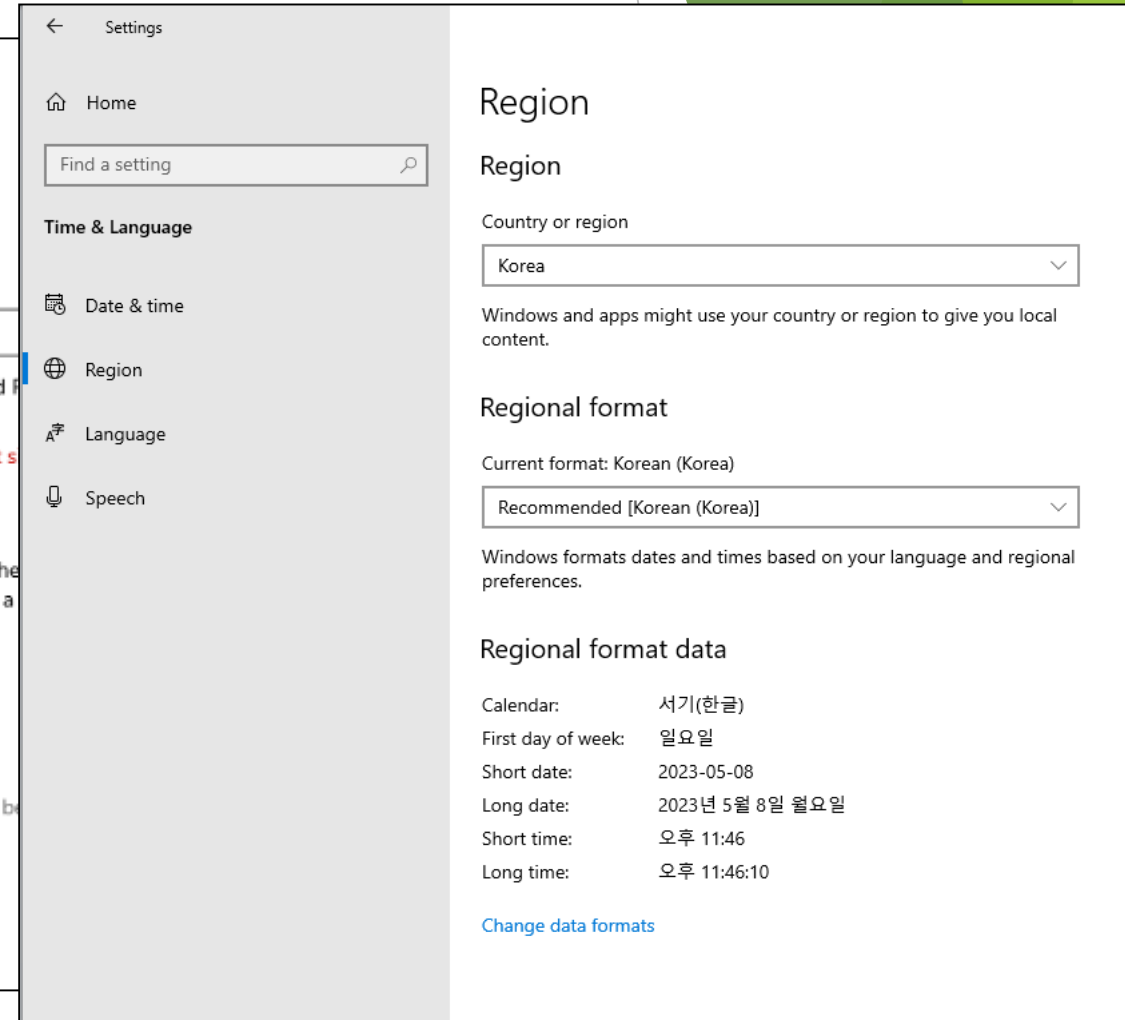 Settings
Home
Find a setting
Time & Language
Date & time
Region
Language
Speech
Region
Region
Country or region
Korea
Windows and apps might use your country or region to give you local
content.
Regional format
Current format: Korean (Korea)
Recommended [Korean (Korea)]
Windows formats dates and times based on your language and regional
preferences.
Regional format data
Calendar: 서기(한글)
First day of week: 일요일
Short date: 2023-05-08
Long date: 2023년 5월 8일 월요일
Short time: 오후 11:46
Long time: 오후 11:46:10
Change data formats